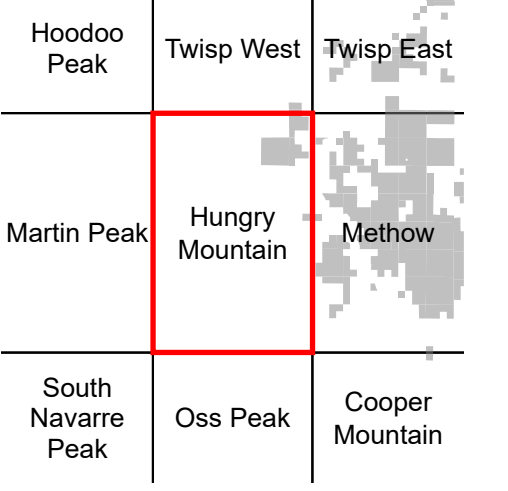 Hoodoo
Peak
Twisp West
Twisp East
Martin Peak
Hungry
Mountain
Methow
South
Navarre
Peak
Oss Peak
Cooper
Mountain